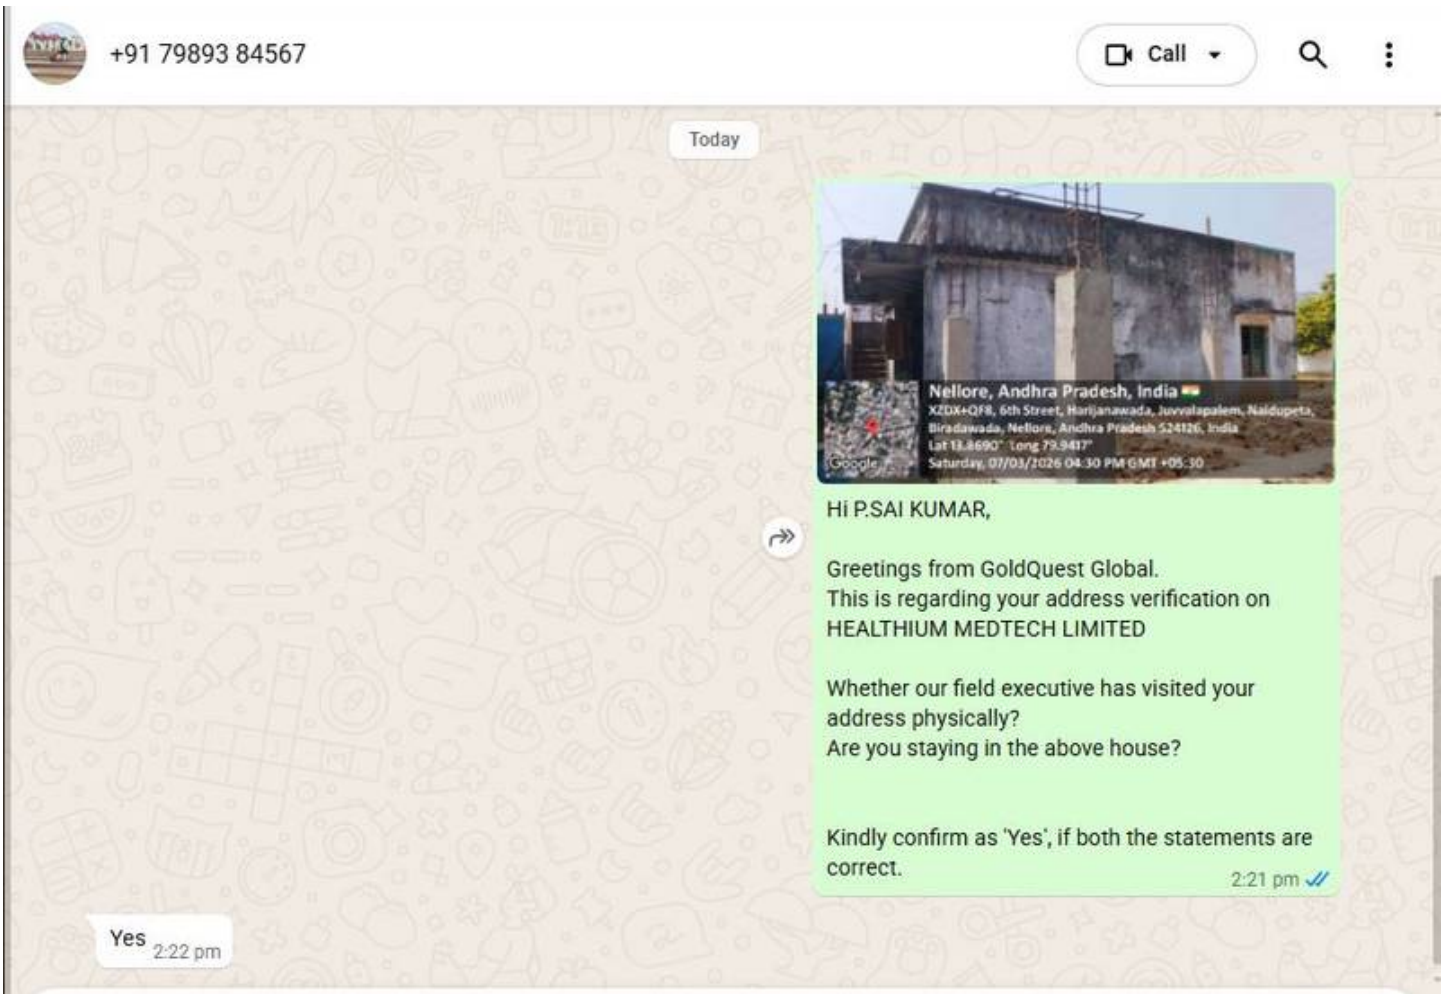 +91 79893 84567
Call
Today
Nellore, Andhra Pradesh, India
XZDX+QF8, 6th Street, Harijanawada, Juvvalapalem, Naidupeta,
Biradawada, Nellore, Andhra Pradesh 524126, India
Lat 13.8690° Long 79.9417°
Saturday, 07/03/2026 04:30 PM GMT +05:30
Google
Hi P.SAI KUMAR,
Greetings from GoldQuest Global.
This is regarding your address verification on
HEALTHIUM MEDTECH LIMITED
Whether our field executive has visited your
address physically?
Are you staying in the above house?
Kindly confirm as 'Yes', if both the statements are
correct.
2:21 pm
Yes 2:22 pm